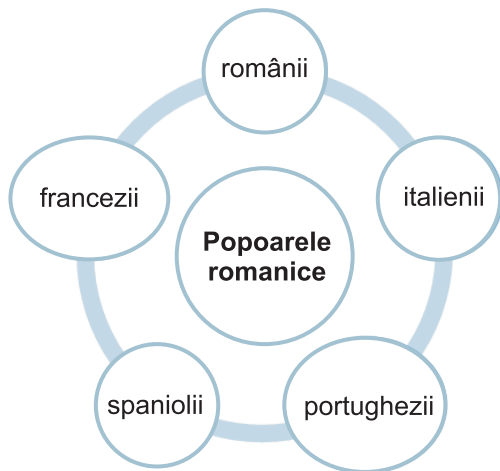 românii
francezii
italienii
Popoarele
romanice
spaniolii
portughezii